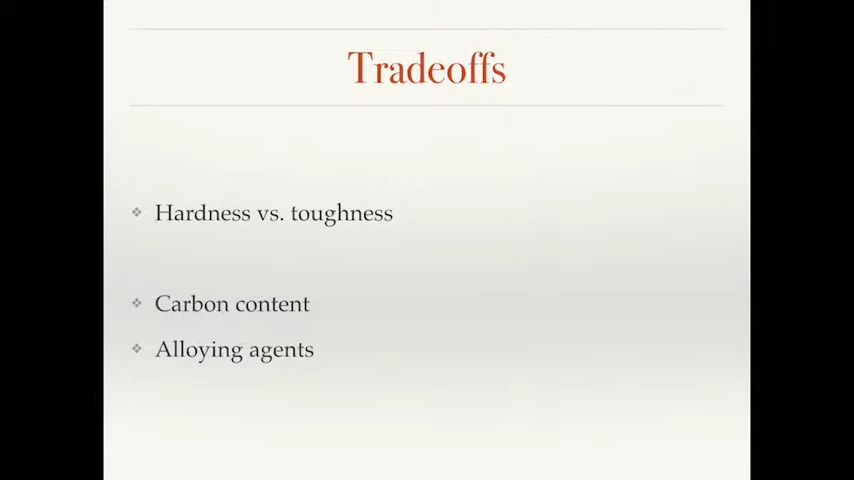 Tradeoffs
Hardness vs. toughness
Carbon content
Alloying agents